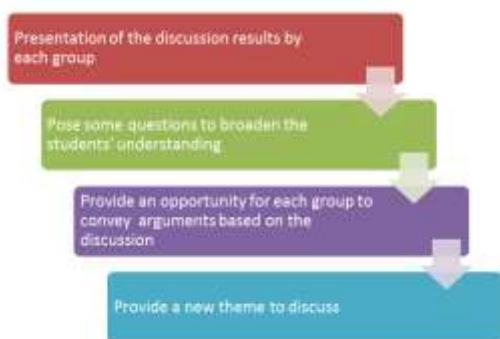 Presentation of the discussion results by
each group
Pose some questions to broaden the
students' understanding
Provide an opportunity for each group to
convey arguments based on the
discussion
Provide a new theme to discuss